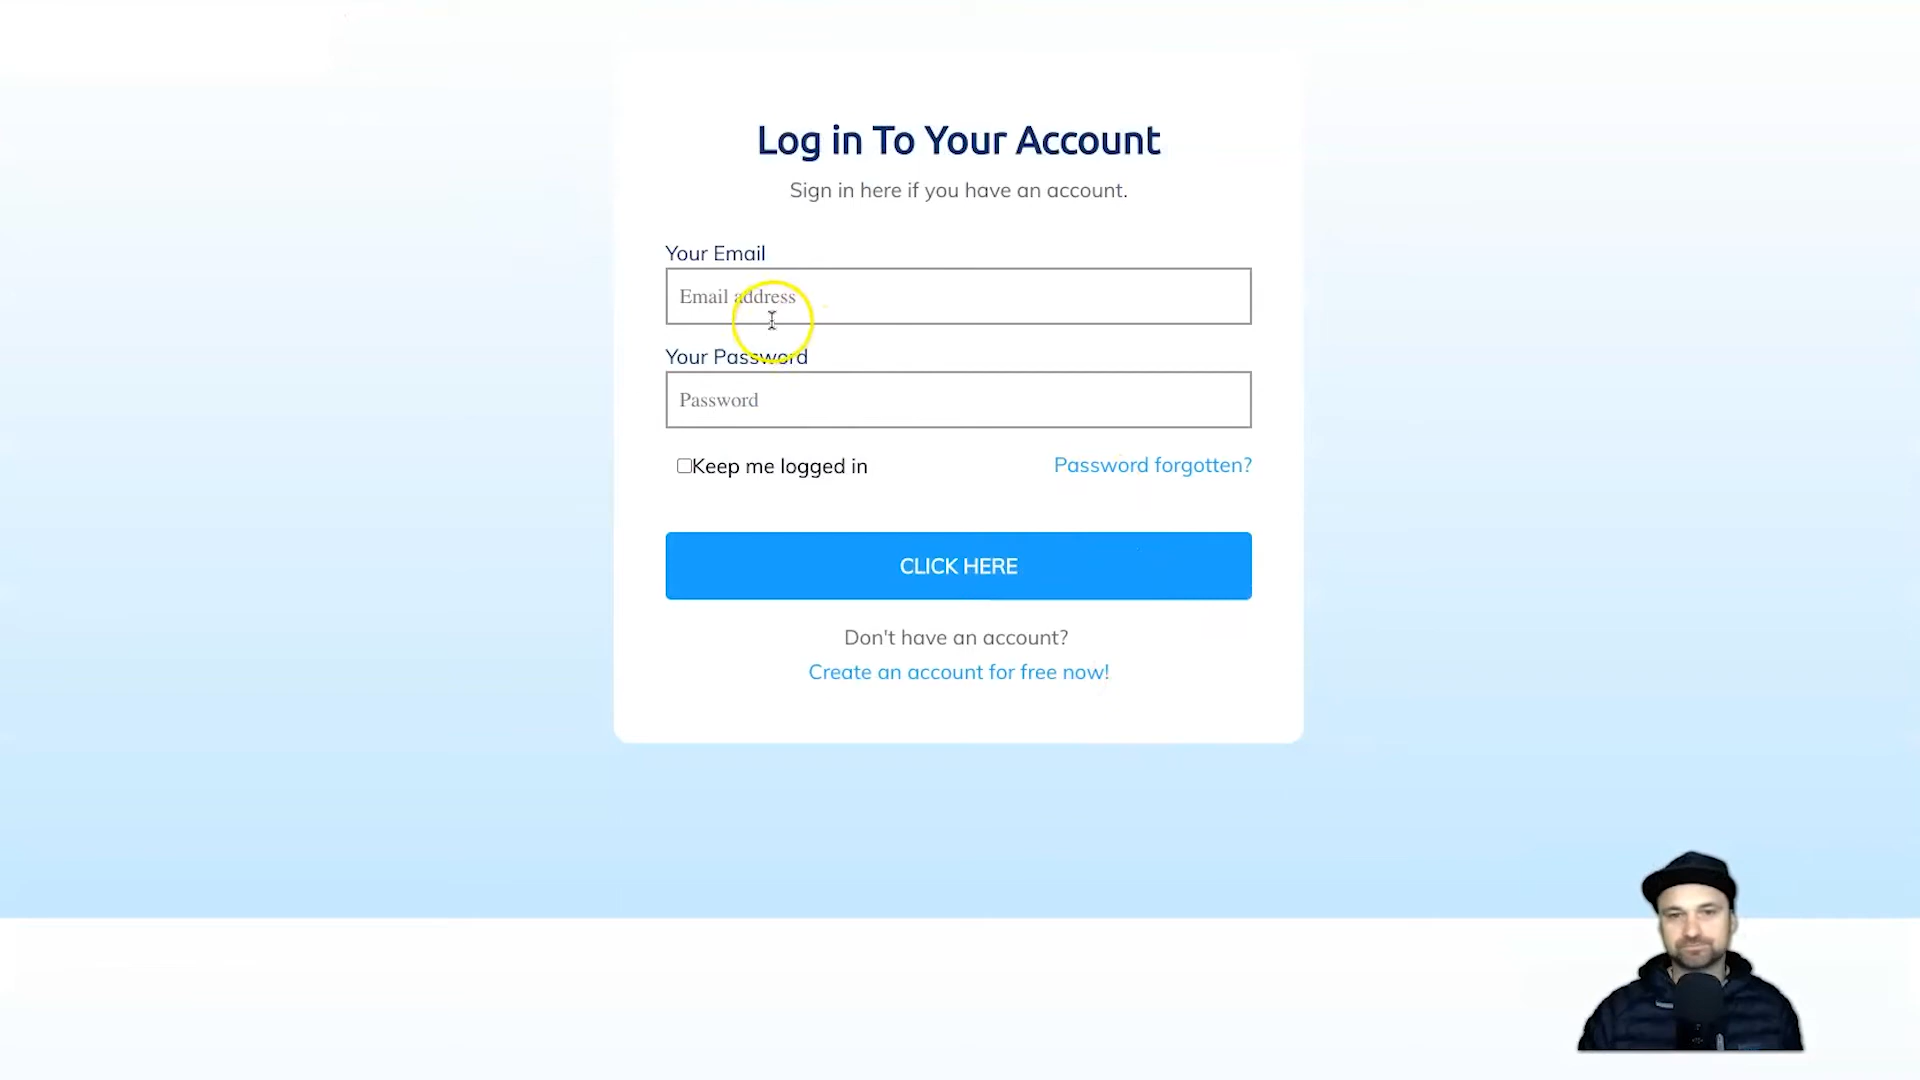 Log in To Your Account
Sign in here if you have an account.
Your Email
Email address
Your Password
Password
Keep me logged in
Password forgotten?
CLICK HERE
Don't have an account?
Create an account for free now!